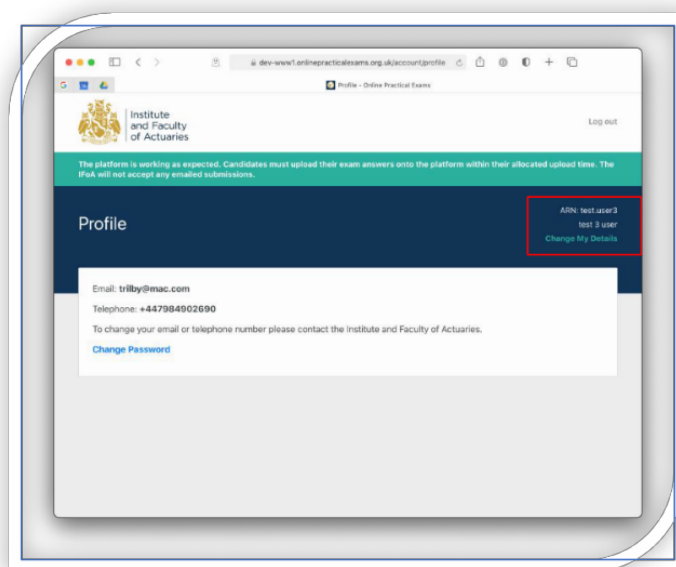 dev-www1.onlinepracticalexams.org.uk/account/profile
Profile - Online Practical Exams
Institute
and Faculty
of Actuaries
Log out
The platform is working as expected. Candidates must upload their exam answers onto the platform within their allocated upload time. The
IFoA will not accept any emailed submissions.
Profile
ARN: test.user3
test 3 user
Change My Details
Email: trilby@mac.com
Telephone: +447984902690
To change your email or telephone number please contact the Institute and Faculty of Actuaries.
Change Password